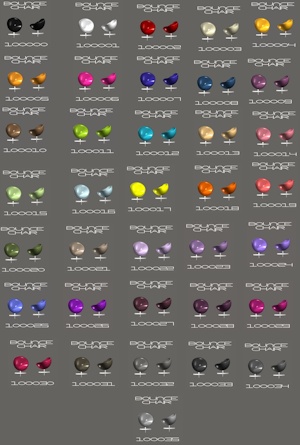 BOUNCE
CHAIR
100000
BOUNCE
CHAIR
100001
BOUNCE
CHAIR
100002
BOUNCE
CHAIR
100003
BOUNCE
CHAIR
100004
BOUNCE
CHAIR
100005
BOUNCE
CHAIR
100006
BOUNCE
CHAIR
100007
BOUNCE
CHAIR
100008
BOUNCE
CHAIR
100009
BOUNCE
CHAIR
100010
BOUNCE
CHAIR
100011
BOUNCE
CHAIR
100012
BOUNCE
CHAIR
100013
BOUNCE
CHAIR
100014
BOUNCE
CHAIR
100015
BOUNCE
CHAIR
100016
BOUNCE
CHAIR
100017
BOUNCE
CHAIR
100018
BOUNCE
CHAIR
100019
BOUNCE
CHAIR
100020
BOUNCE
CHAIR
100021
BOUNCE
CHAIR
100022
BOUNCE
CHAIR
100023
BOUNCE
CHAIR
100024
BOUNCE
CHAIR
100025
BOUNCE
CHAIR
100026
BOUNCE
CHAIR
100027
BOUNCE
CHAIR
100028
BOUNCE
CHAIR
100029
BOUNCE
CHAIR
100030
BOUNCE
CHAIR
100031
BOUNCE
CHAIR
100032
BOUNCE
CHAIR
100033
BOUNCE
CHAIR
100034
BOUNCE
CHAIR
100035